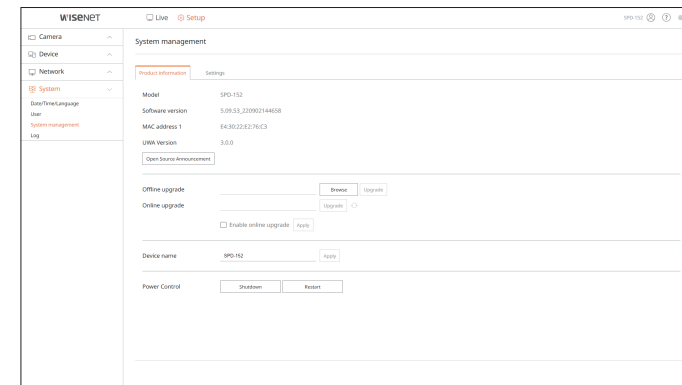 WISENET
Live Setup
SPD-152
Camera
Device
Network
System
Date/Time/Language
User
System management
Log
System management
Product information Settings
Model SPD-152
Software version 5.09.53_220902144658
MAC address 1 E4:30:22:E2:76:C3
UWA Version 3.0.0
Open Source Announcement
Offline upgrade Browse Upgrade
Online upgrade Upgrade
Enable online upgrade Apply
Device name SPD-152 Apply
Power Control Shutdown Restart